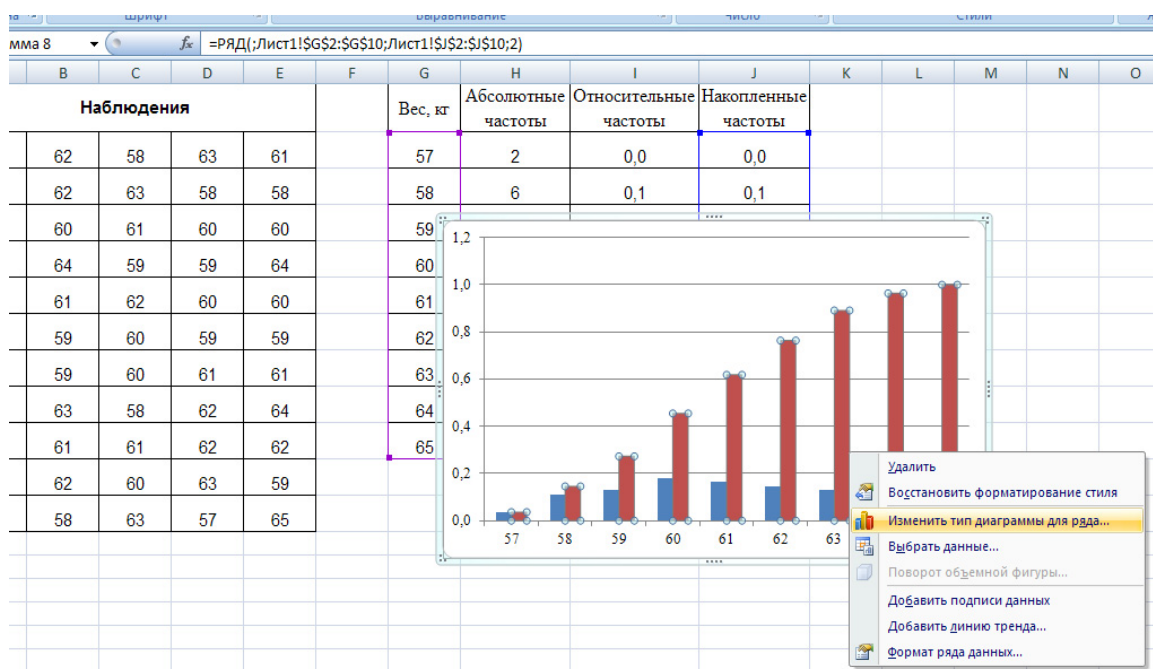 Шрифт Выравнивание Число Стили
мма 8 fx =РЯД(;Лист1!$G$2:$G$10;Лист1!$J$2:$J$10;2)
B C D E F G H I J K L M N O
Наблюдения Вес, кг Абсолютные частоты Относительные частоты Накопленные частоты
62 58 63 61 57 2 0,0 0,0
62 63 58 58 58 6 0,1 0,1
60 61 60 60 59
64 59 59 64 60
61 62 60 60 61
59 60 59 59 62
59 60 61 61 63
63 58 62 64 64
61 61 62 62 65
62 60 63 59
58 63 57 65
1,2
1,0
0,8
0,6
0,4
0,2
0,0
57 58 59 60 61 62 63
Удалить
Восстановить форматирование стиля
Изменить тип диаграммы для ряда...
Выбрать данные...
Поворот объемной фигуры...
Добавить подписи данных
Добавить линию тренда...
Формат ряда данных...